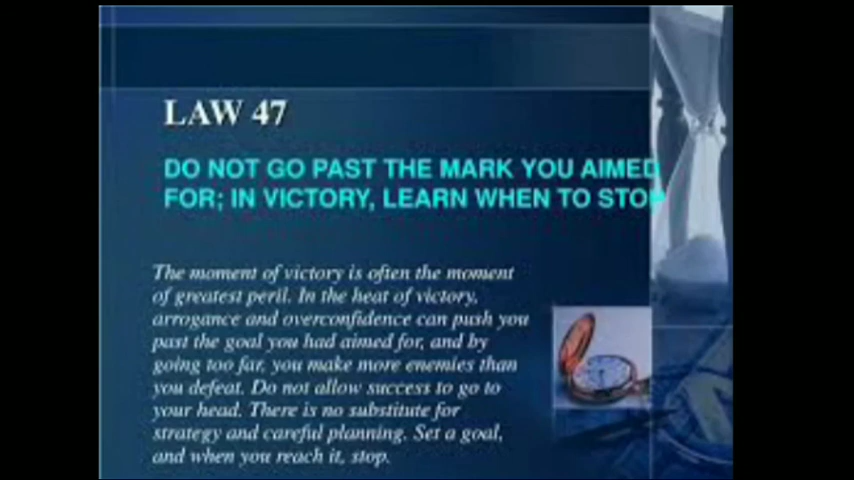 LAW 47
DO NOT GO PAST THE MARK YOU AIMED
FOR; IN VICTORY, LEARN WHEN TO STOP
The moment of victory is often the moment
of greatest peril. In the heat of victory,
arrogance and overconfidence can push you
past the goal you had aimed for, and by
going too far, you make more enemies than
you defeat. Do not allow success to go to
your head. There is no substitute for
strategy and careful planning. Set a goal,
and when you reach it, stop.